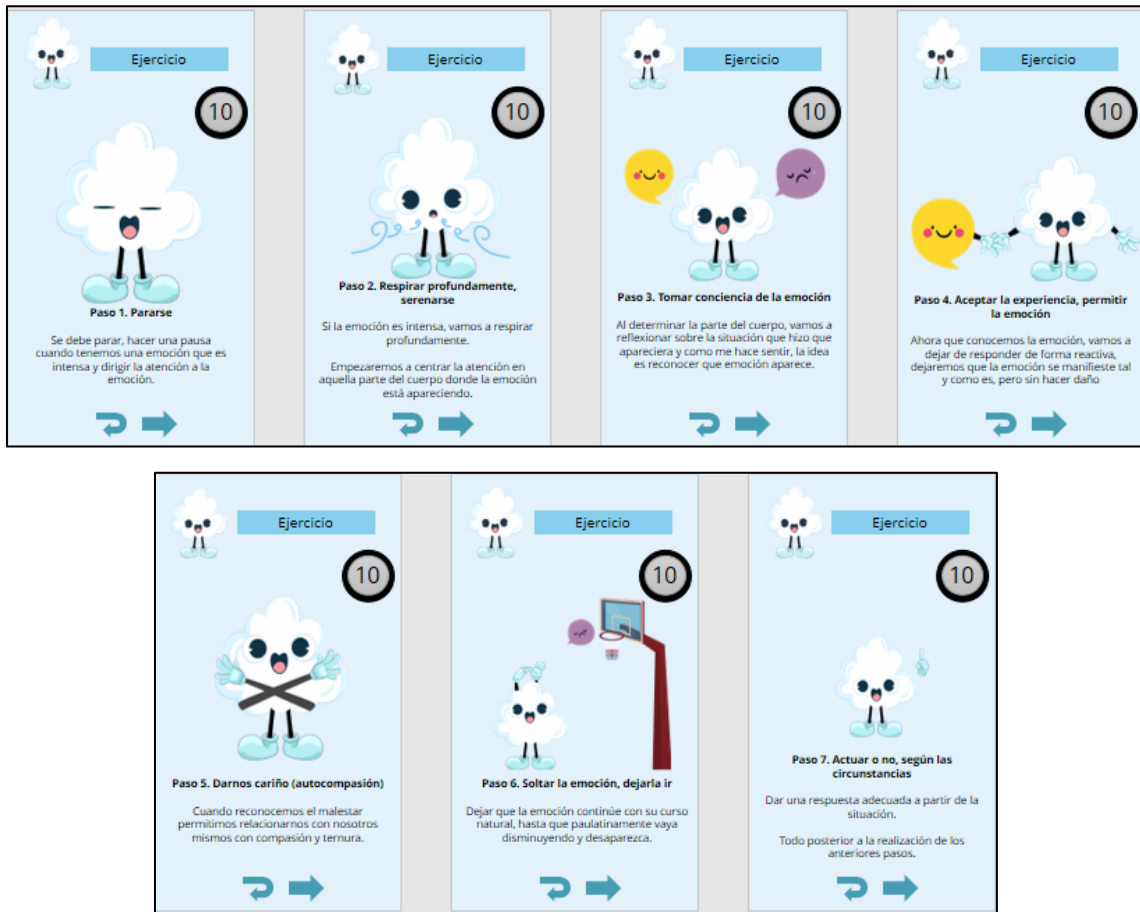 Ejercicio
10
Paso 1. Pararse
Se debe parar, hacer una pausa
cuando tenemos una emoción que es
intensa y dirigir la atención a la
emoción.
Ejercicio
10
Paso 2. Respirar profundamente,
serenarse
Si la emoción es intensa, vamos a respirar
profundamente.
Empezaremos a centrar la atención en
aquella parte del cuerpo donde la emoción
está apareciendo.
Ejercicio
10
Paso 3. Tomar conciencia de la emoción
Al determinar la parte del cuerpo, vamos a
reflexionar sobre la situación que hizo que
apareciera y como me hace sentir, la idea
es reconocer que emoción aparece.
Ejercicio
10
Paso 4. Aceptar la experiencia, permitir
la emoción
Ahora que conocemos la emoción, vamos a
dejar de responder de forma reactiva,
dejaremos que la emoción se manifieste tal
y como es, pero sin hacer daño
Ejercicio
10
Paso 5. Darnos cariño (autocompasión)
Cuando reconocemos el malestar
permitimos relacionarnos con nosotros
mismos con compasión y ternura.
Ejercicio
10
Paso 6. Soltar la emoción, dejarla ir
Dejar que la emoción continúe con su curso
natural, hasta que paulatinamente vaya
disminuyendo y desaparezca.
Ejercicio
10
Paso 7. Actuar o no, según las
circunstancias
Dar una respuesta adecuada a partir de la
situación.
Todo posterior a la realización de los
anteriores pasos.